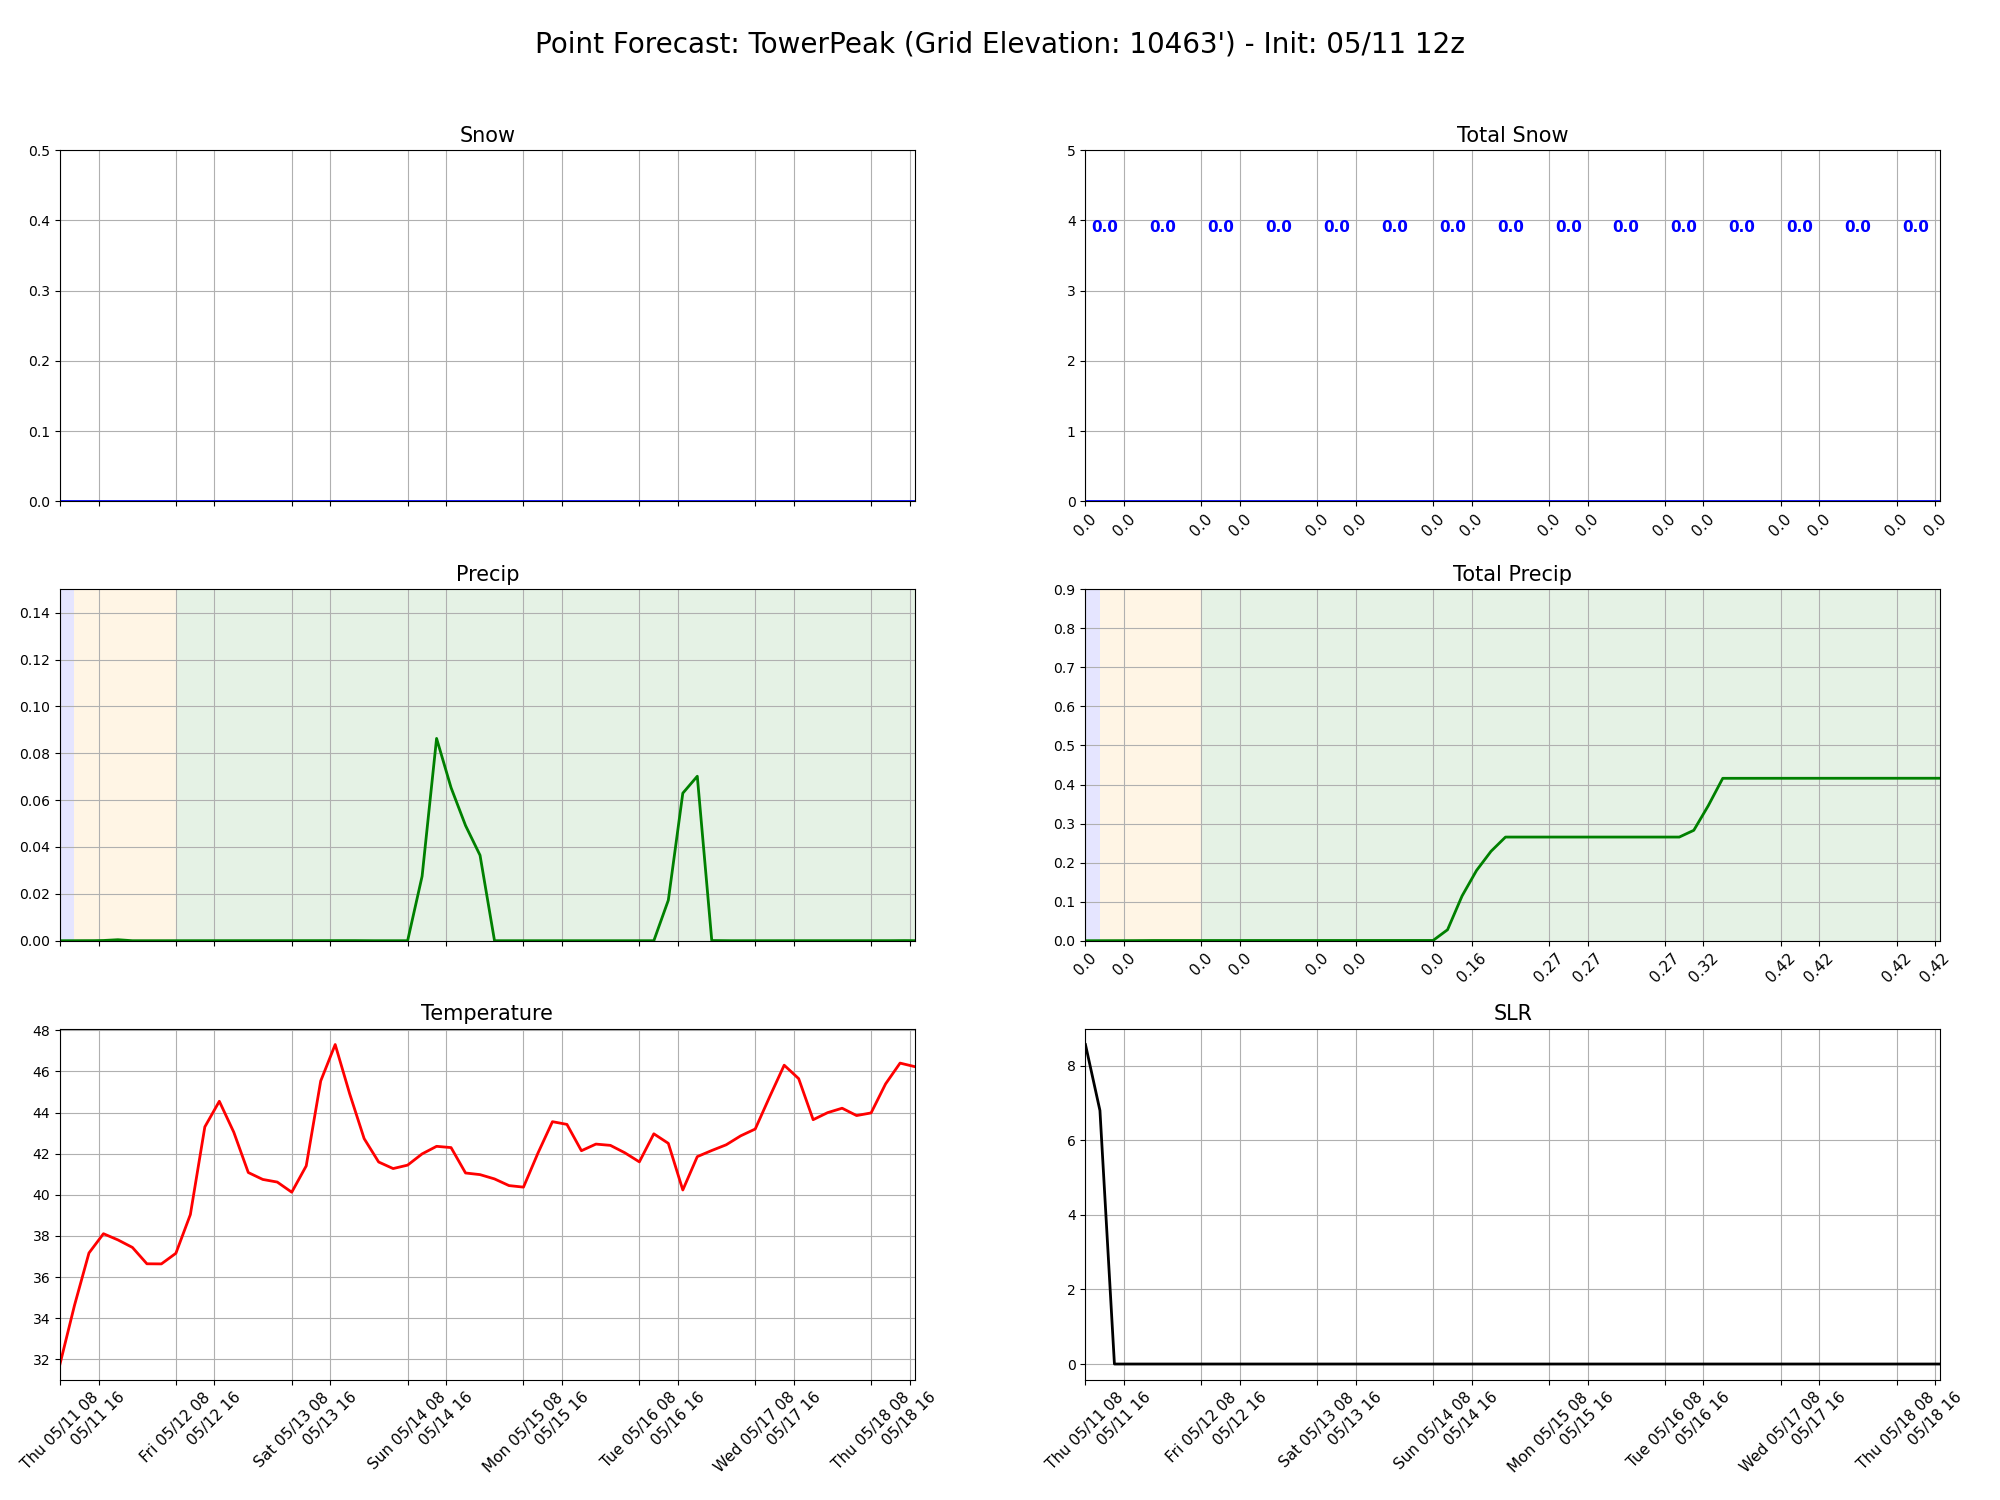 Point Forecast: TowerPeak (Grid Elevation: 10463') - Init: 05/11 12z
Snow
0.5
0.4
0.3
0.2
0.1
0.0
Total Snow
5
4
3
2
1
0
0.0 0.0 0.0 0.0 0.0 0.0 0.0 0.0 0.0 0.0 0.0 0.0 0.0 0.0 0.0
0.0 0.0 0.0 0.0 0.0 0.0 0.0 0.0 0.0 0.0 0.0 0.0 0.0 0.0 0.0 0.0
Precip
0.14
0.12
0.10
0.08
0.06
0.04
0.02
0.00
Total Precip
0.9
0.8
0.7
0.6
0.5
0.4
0.3
0.2
0.1
0.0
0.0 0.0 0.0 0.0 0.0 0.0 0.0 0.16 0.27 0.27 0.27 0.32 0.42 0.42 0.42 0.42
Temperature
48
46
44
42
40
38
36
34
32
Thu 05/11 08
05/11 16
Fri 05/12 08
05/12 16
Sat 05/13 08
05/13 16
Sun 05/14 08
05/14 16
Mon 05/15 08
05/15 16
Tue 05/16 08
05/16 16
Wed 05/17 08
05/17 16
Thu 05/18 08
05/18 16
SLR
8
6
4
2
0
Thu 05/11 08
05/11 16
Fri 05/12 08
05/12 16
Sat 05/13 08
05/13 16
Sun 05/14 08
05/14 16
Mon 05/15 08
05/15 16
Tue 05/16 08
05/16 16
Wed 05/17 08
05/17 16
Thu 05/18 08
05/18 16